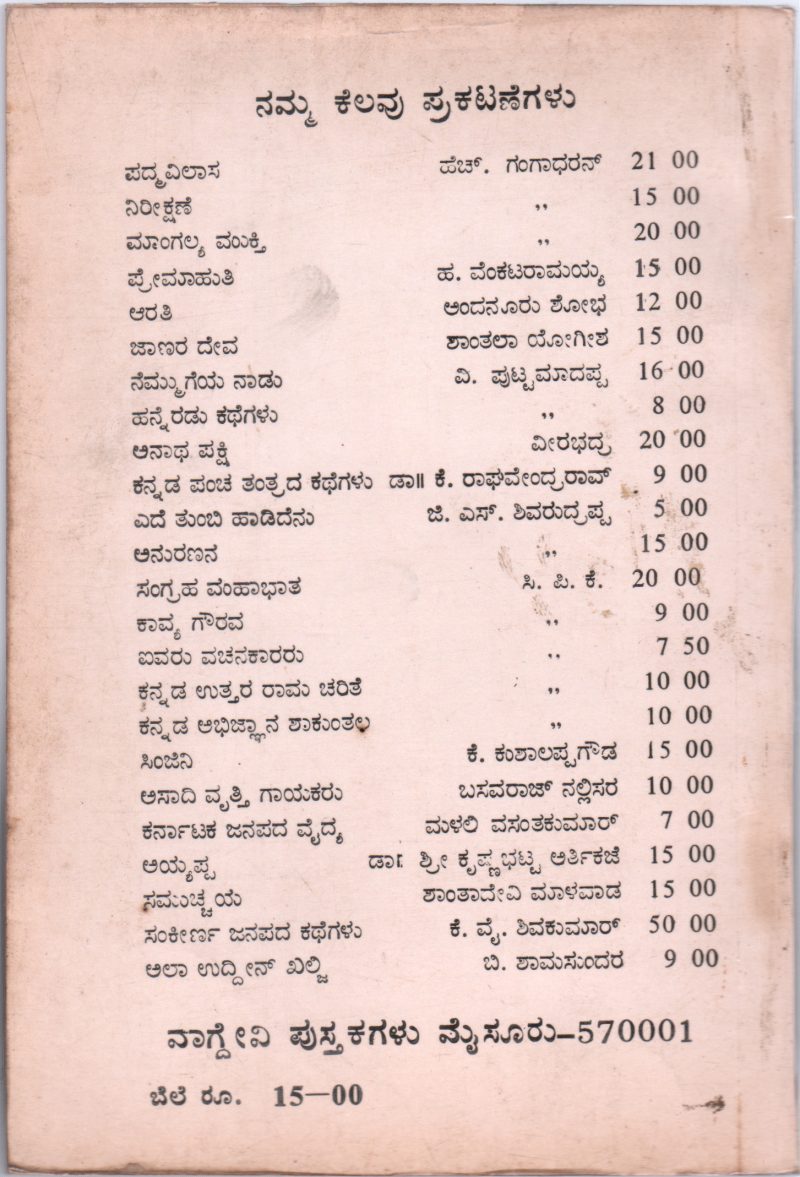 ನಮ್ಮ ಕೆಲವು ಪ್ರಕಟಣೆಗಳು
ಪದ್ಮವಿಲಾಸ ಹೆಚ್. ಗಂಗಾಧರನ್ 21 00
ನಿರೀಕ್ಷಣೆ ,, 15 00
ಮಾಂಗಲ್ಯ ಮುಕ್ತಿ ,, 20 00
ಪ್ರೇಮಾಹುತಿ ಹ. ವೆಂಕಟರಾಮಯ್ಯ 15 00
ಆರತಿ ಅಂದನೂರು ಶೋಭ 12 00
ಜಾಣರ ದೇವ ಶಾಂತಲಾ ಯೋಗೀಶ 15 00
ನೆಮ್ಮುಗೆಯ ನಾಡು ವಿ. ಪುಟ್ಟಮಾದಪ್ಪ 16 00
ಹನ್ನೆರಡು ಕಥೆಗಳು ,, 8 00
ಅನಾಥ ಪಕ್ಷಿ ವೀರಭದ್ರ 20 00
ಕನ್ನಡ ಪಂಚ ತಂತ್ರದ ಕಥೆಗಳು ಡಾ॥ ಕೆ. ರಾಘವೇಂದ್ರರಾವ್ 9 00
ಎದೆ ತುಂಬಿ ಹಾಡಿದೆನು ಜಿ. ಎಸ್. ಶಿವರುದ್ರಪ್ಪ 5 00
ಅನುರಣನ ,, 15 00
ಸಂಗ್ರಹ ಮಹಾಭಾತ ಸಿ. ಪಿ. ಕೆ. 20 00
ಕಾವ್ಯ ಗೌರವ ,, 9 00
ಐವರು ವಚನಕಾರರು ,, 7 50
ಕನ್ನಡ ಉತ್ತರ ರಾಮ ಚರಿತೆ ,, 10 00
ಕನ್ನಡ ಅಭಿಜ್ಞಾನ ಶಾಕುಂತಲ ,, 10 00
ಸಿಂಜಿನಿ ಕೆ. ಕುಶಾಲಪ್ಪಗೌಡ 15 00
ಅಸಾದಿ ವೃತ್ತಿ ಗಾಯಕರು ಬಸವರಾಜ್ ನಲ್ಲಿಸರ 10 00
ಕರ್ನಾಟಕ ಜನಪದ ವೈದ್ಯ ಮಳಲಿ ವಸಂತಕುಮಾರ್ 7 00
ಅಯ್ಯಪ್ಪ ಡಾ॥ ಶ್ರೀ ಕೃಷ್ಣಭಟ್ಟ ಅರ್ತಿಕಜೆ 15 00
ಸಮುಚ್ಚಯ ಶಾಂತಾದೇವಿ ಮಾಳವಾಡ 15 00
ಸಂಕೀರ್ಣ ಜನಪದ ಕಥೆಗಳು ಕೆ. ವೈ. ಶಿವಕುಮಾರ್ 50 00
ಅಲಾ ಉದ್ದೀನ್ ಖಲ್ಜಿ ಬಿ. ಶಾಮಸುಂದರ 9 00
ವಾಗ್ದೇವಿ ಪುಸ್ತಕಗಳು ಮೈಸೂರು–570001
ಬೆಲೆ ರೂ. 15—00